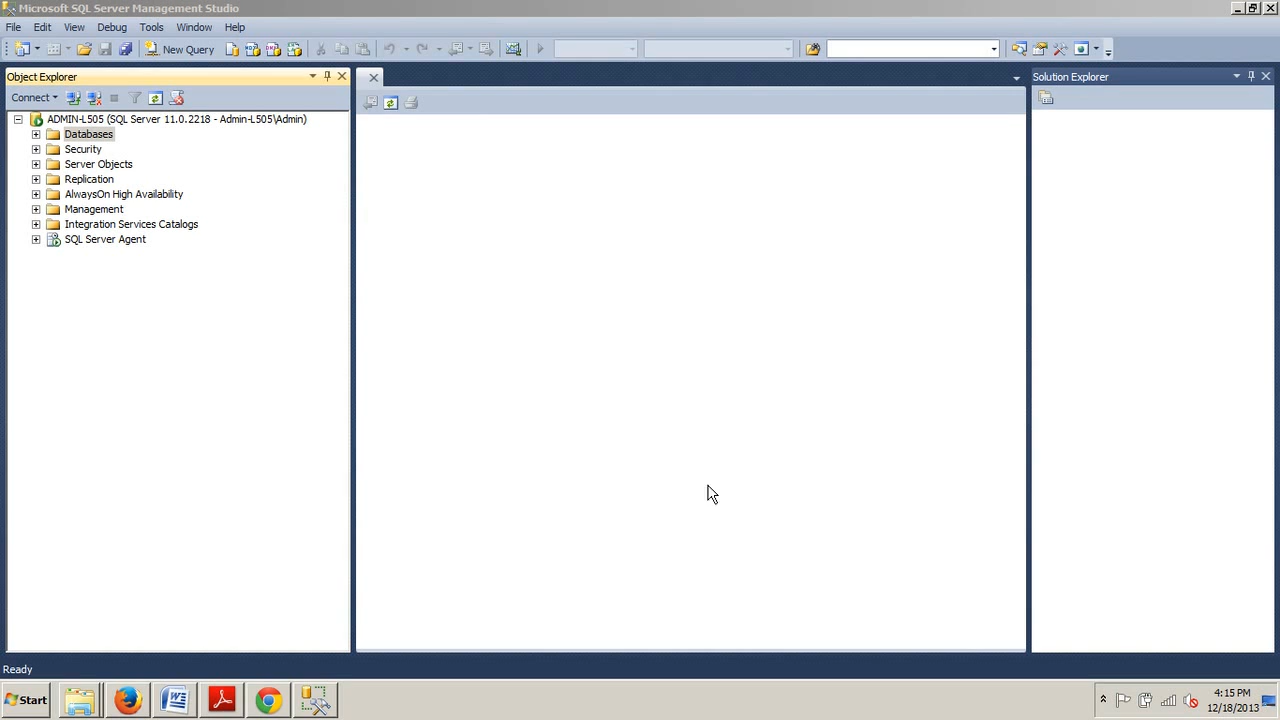 Microsoft SQL Server Management Studio
File Edit View Debug Tools Window Help
New Query
Object Explorer
Solution Explorer
Connect
ADMIN-L505 (SQL Server 11.0.2218 - Admin-L505\Admin)
Databases
Security
Server Objects
Replication
AlwaysOn High Availability
Management
Integration Services Catalogs
SQL Server Agent
Ready
Start
4:15 PM
12/18/2013